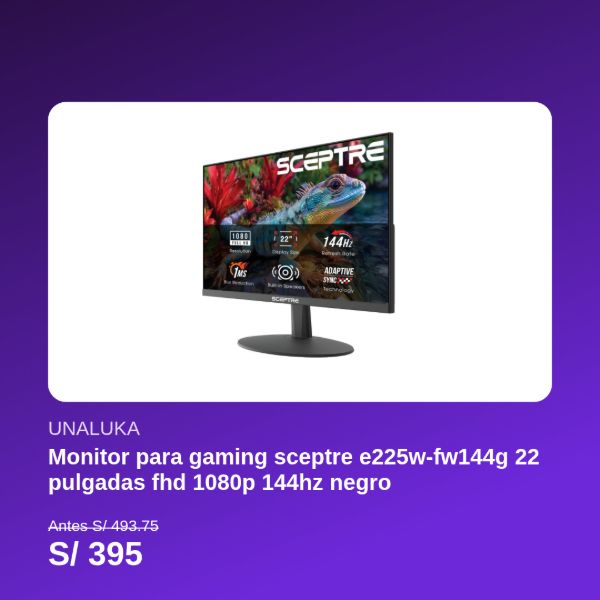 SCEPTRE
1080
FULL HD
22"
144Hz
Resolution
Display Size
Refresh Rate
1MS
ADAPTIVE
SYNC
Blur Reduction
Built-in Speakers
Technology
SCEPTRE
UNALUKA
Monitor para gaming sceptre e225w-fw144g 22
pulgadas fhd 1080p 144hz negro
Antes S/ 493.75
S/ 395